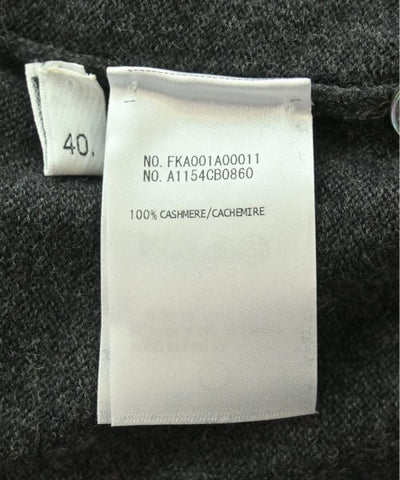 40.
NO. FKA001A00011
NO. A1154CB0860
100% CASHMERE/CACHEMIRE